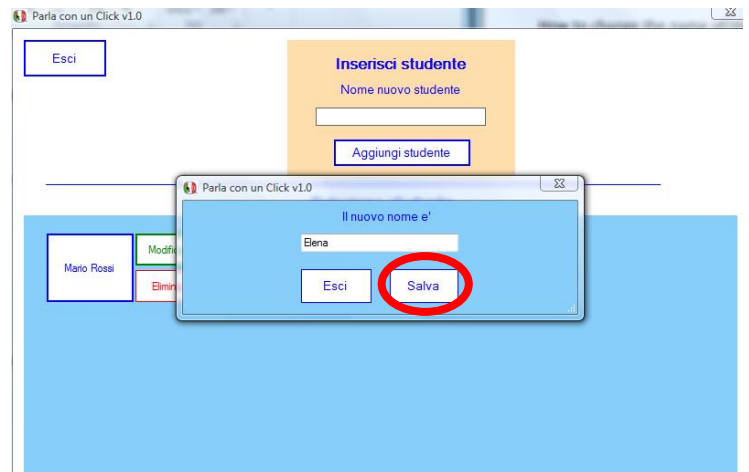 Parla con un Click v1.0
Esci
Inserisci studente
Nome nuovo studente
Aggiungi studente
Parla con un Click v1.0
Il nuovo nome e'
Elena
Mario Rossi
Esci
Salva